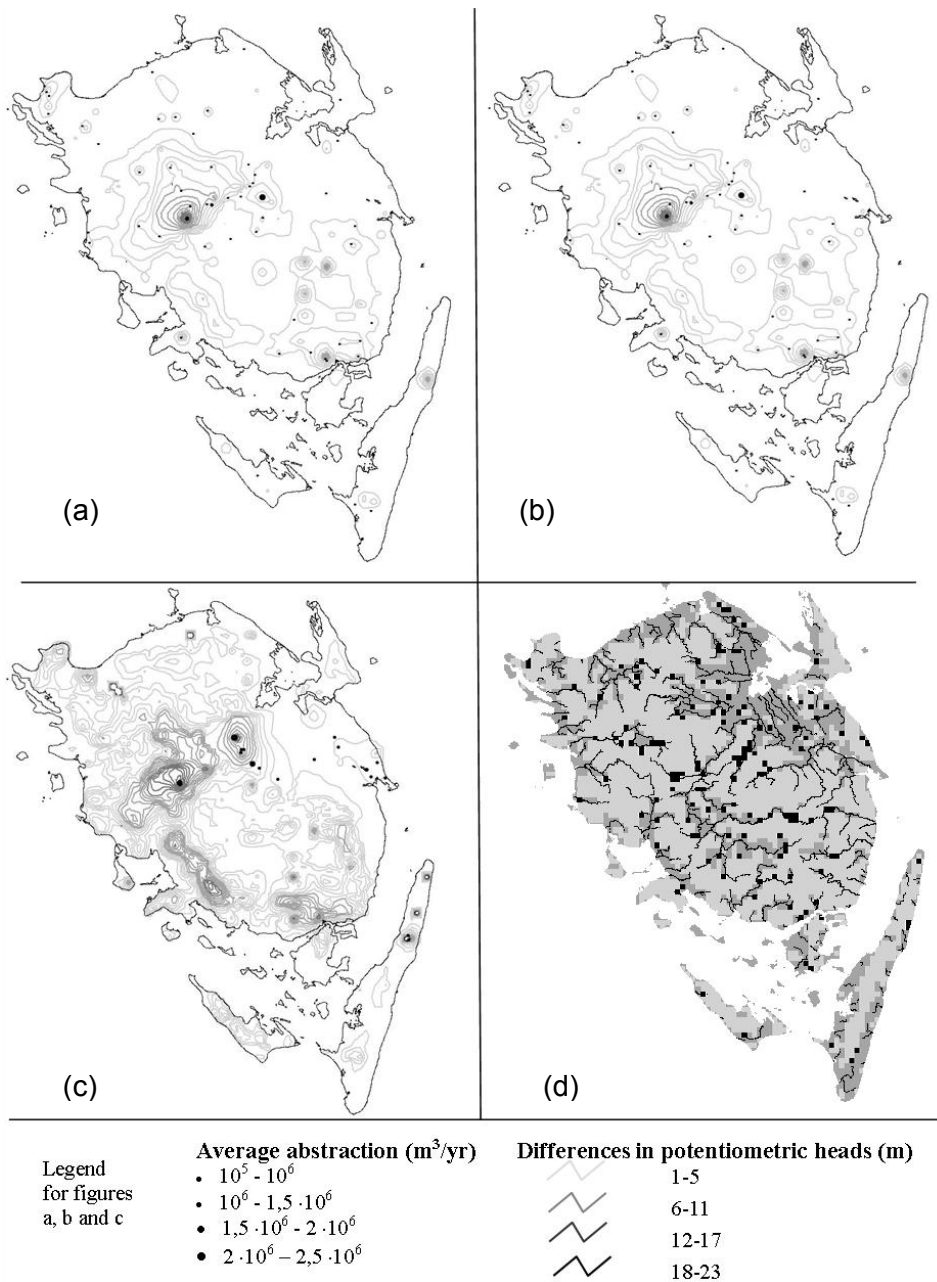 (a)
(b)
(c)
(d)
Legend
for figures
a, b and c
Average abstraction (m³/yr)
10⁵ - 10⁶
10⁶ - 1,5 ·10⁶
1,5 ·10⁶ - 2 ·10⁶
2 ·10⁶ – 2,5 ·10⁶
Differences in potentiometric heads (m)
1-5
6-11
12-17
18-23